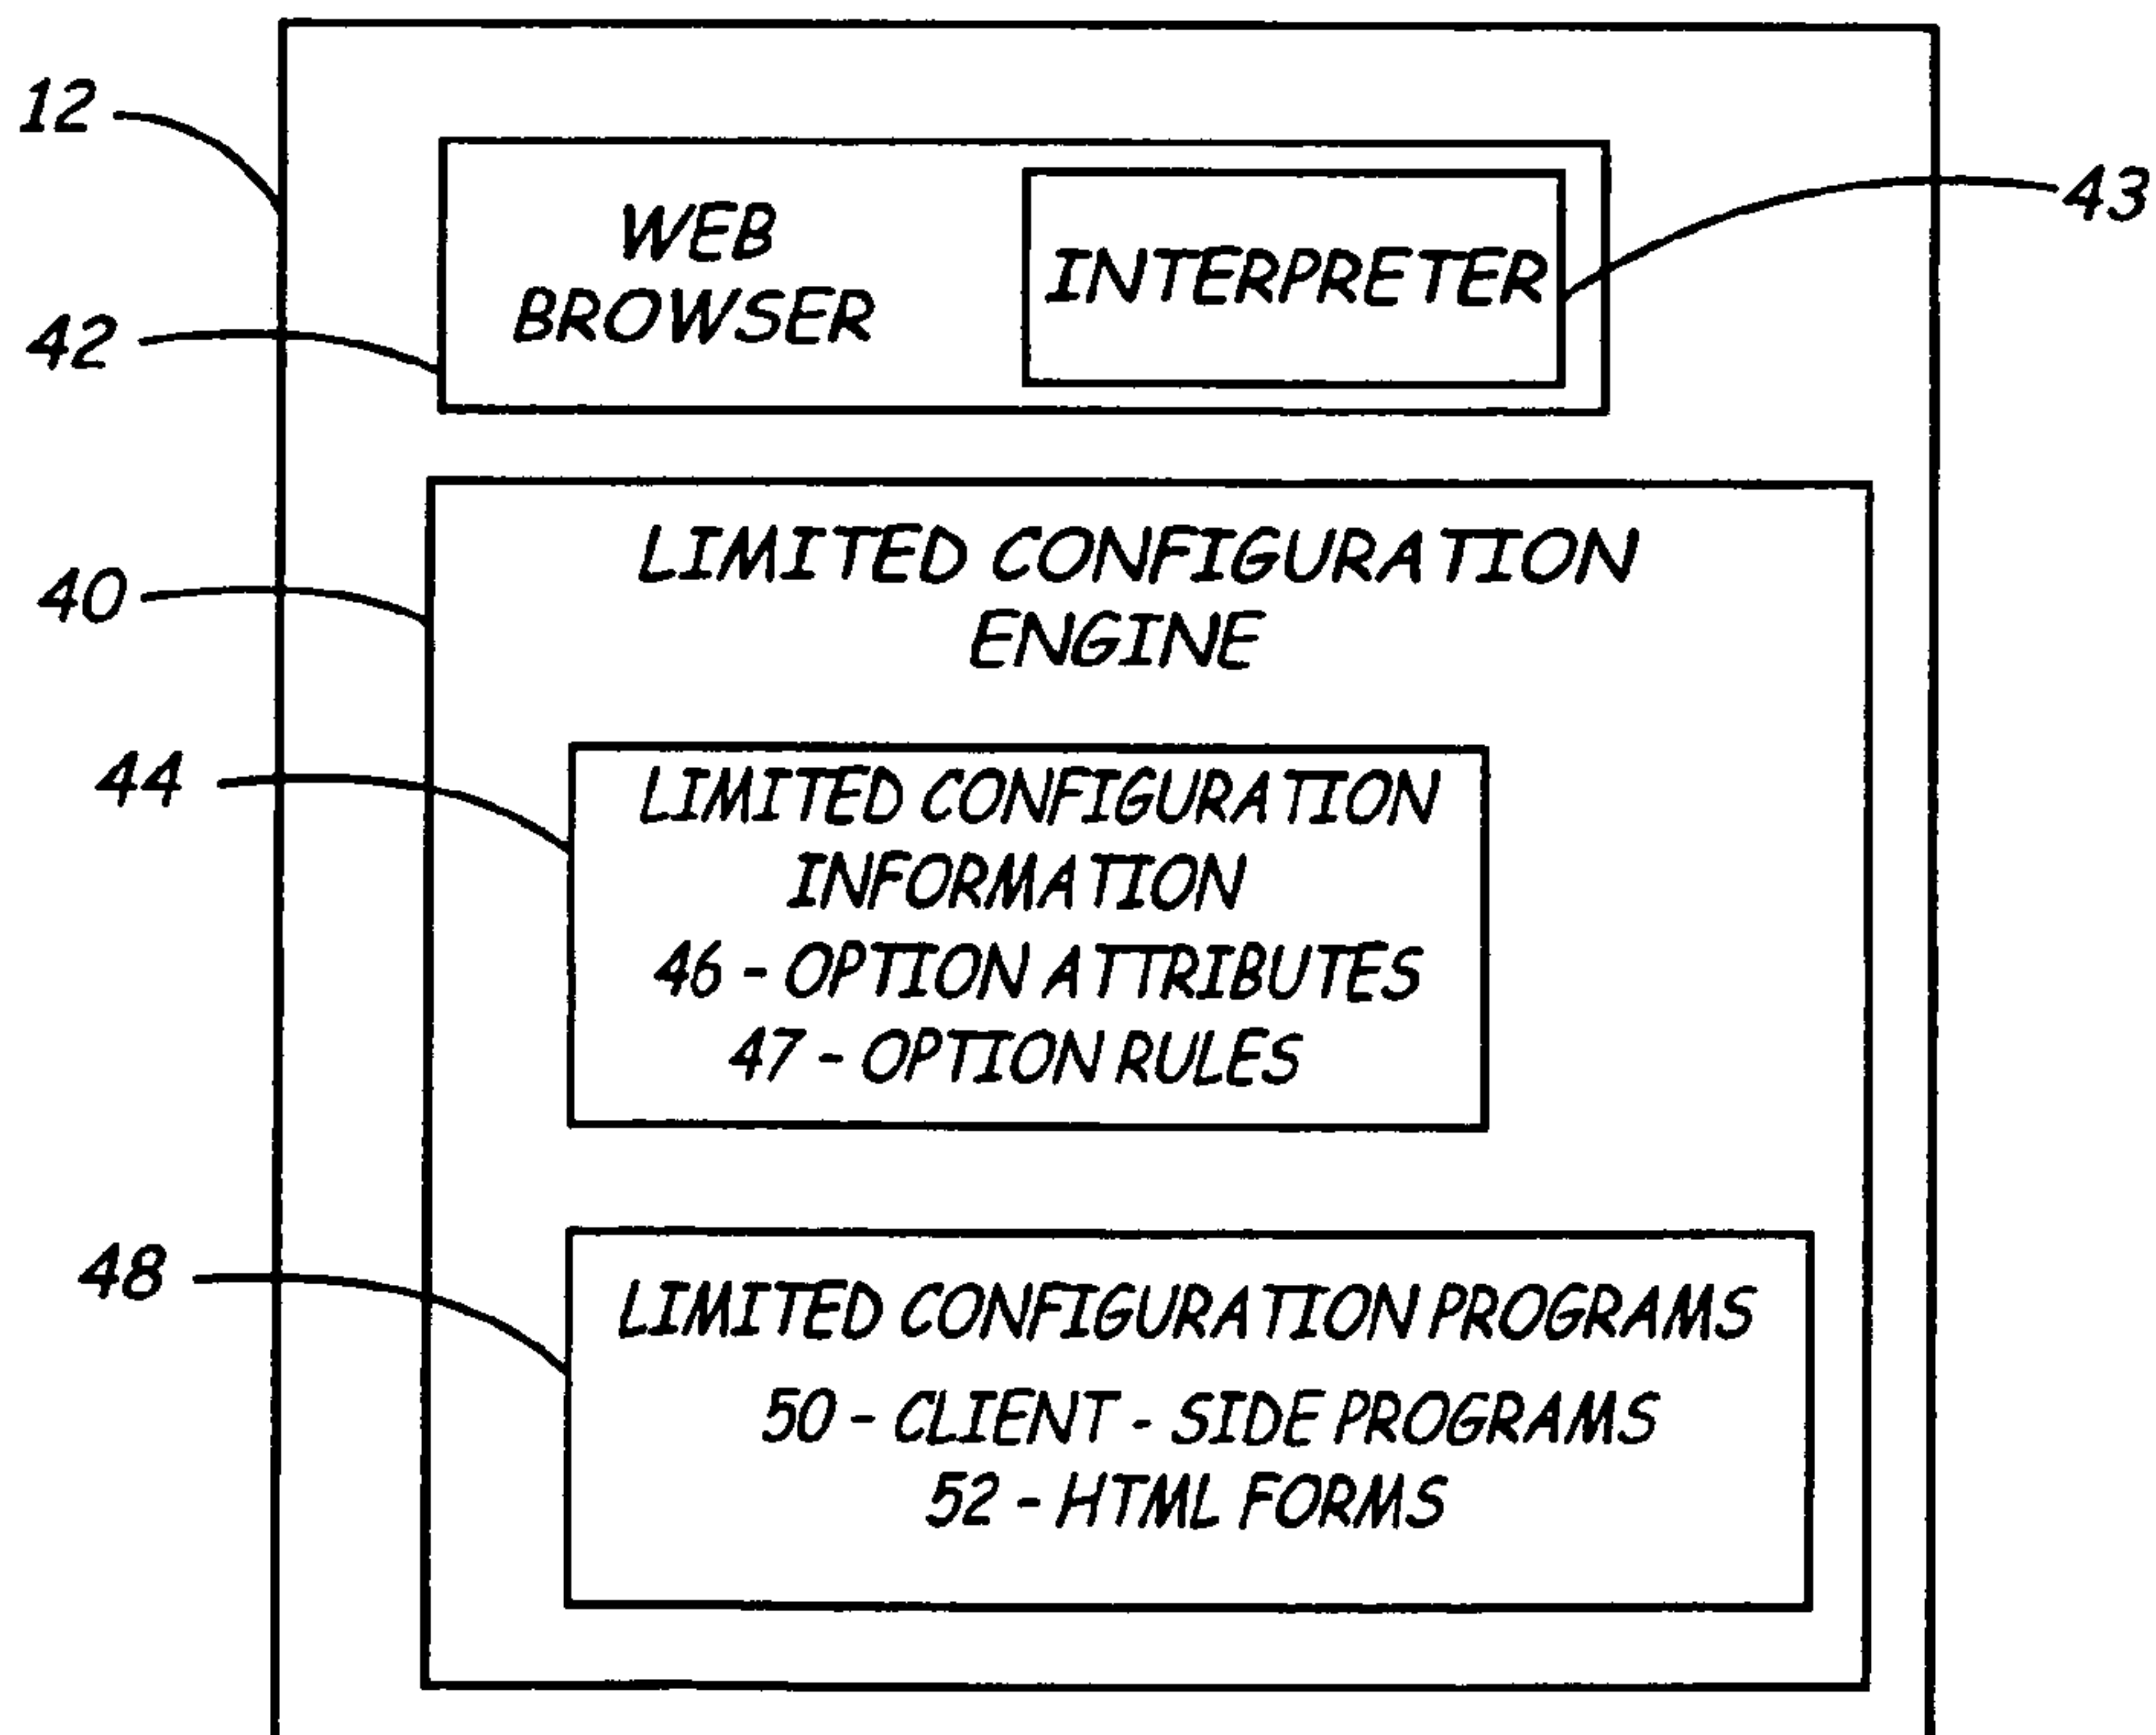 12
WEB
BROWSER
INTERPRETER
43
42
LIMITED CONFIGURATION
ENGINE
40
44
LIMITED CONFIGURATION
INFORMATION
46 - OPTION ATTRIBUTES
47 - OPTION RULES
48
LIMITED CONFIGURATION PROGRAMS
50 - CLIENT - SIDE PROGRAMS
52 - HTML FORMS